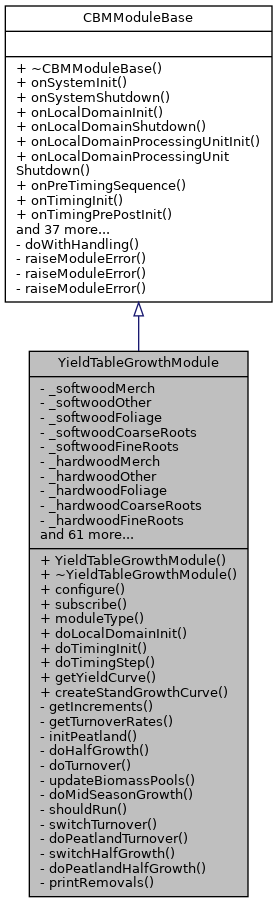 CBMModuleBase
+ ~CBMModuleBase()
+ onSystemInit()
+ onSystemShutdown()
+ onLocalDomainInit()
+ onLocalDomainShutdown()
+ onLocalDomainProcessingUnitInit()
+ onLocalDomainProcessingUnit
Shutdown()
+ onPreTimingSequence()
+ onTimingInit()
+ onTimingPrePostInit()
and 37 more...
- doWithHandling()
- raiseModuleError()
- raiseModuleError()
- raiseModuleError()
YieldTableGrowthModule
- _softwoodMerch
- _softwoodOther
- _softwoodFoliage
- _softwoodCoarseRoots
- _softwoodFineRoots
- _hardwoodMerch
- _hardwoodOther
- _hardwoodFoliage
- _hardwoodCoarseRoots
- _hardwoodFineRoots
and 61 more...
+ YieldTableGrowthModule()
+ ~YieldTableGrowthModule()
+ configure()
+ subscribe()
+ moduleType()
+ doLocalDomainInit()
+ doTimingInit()
+ doTimingStep()
+ getYieldCurve()
+ createStandGrowthCurve()
- getIncrements()
- getTurnoverRates()
- initPeatland()
- doHalfGrowth()
- doTurnover()
- updateBiomassPools()
- doMidSeasonGrowth()
- shouldRun()
- switchTurnover()
- doPeatlandTurnover()
- switchHalfGrowth()
- doPeatlandHalfGrowth()
- printRemovals()